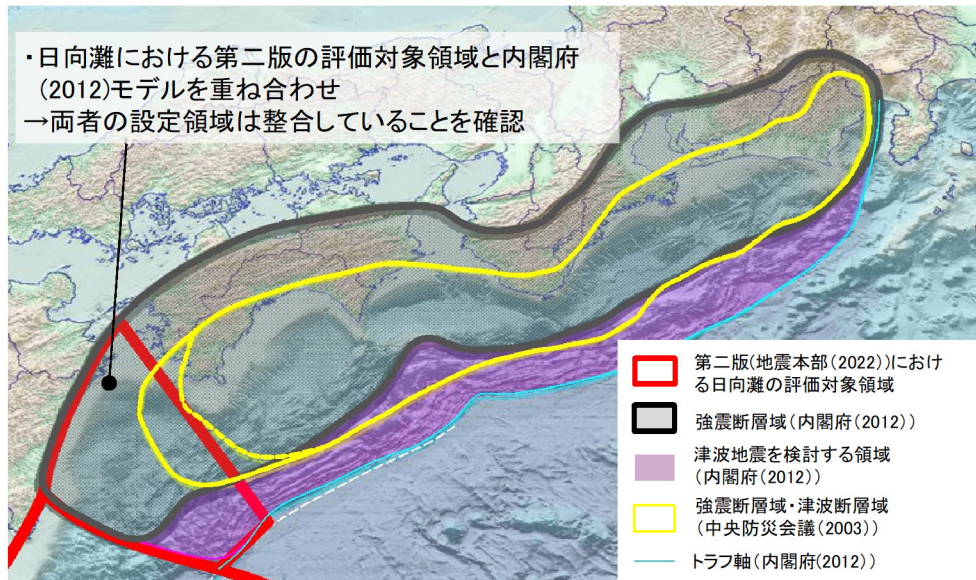 ・日向灘における第二版の評価対象領域と内閣府
(2012)モデルを重ね合わせ
→両者の設定領域は整合していることを確認
第二版(地震本部(2022))におけ
る日向灘の評価対象領域
強震断層域(内閣府(2012))
津波地震を検討する領域
(内閣府(2012))
強震断層域・津波断層域
(中央防災会議(2003))
トラフ軸(内閣府(2012))